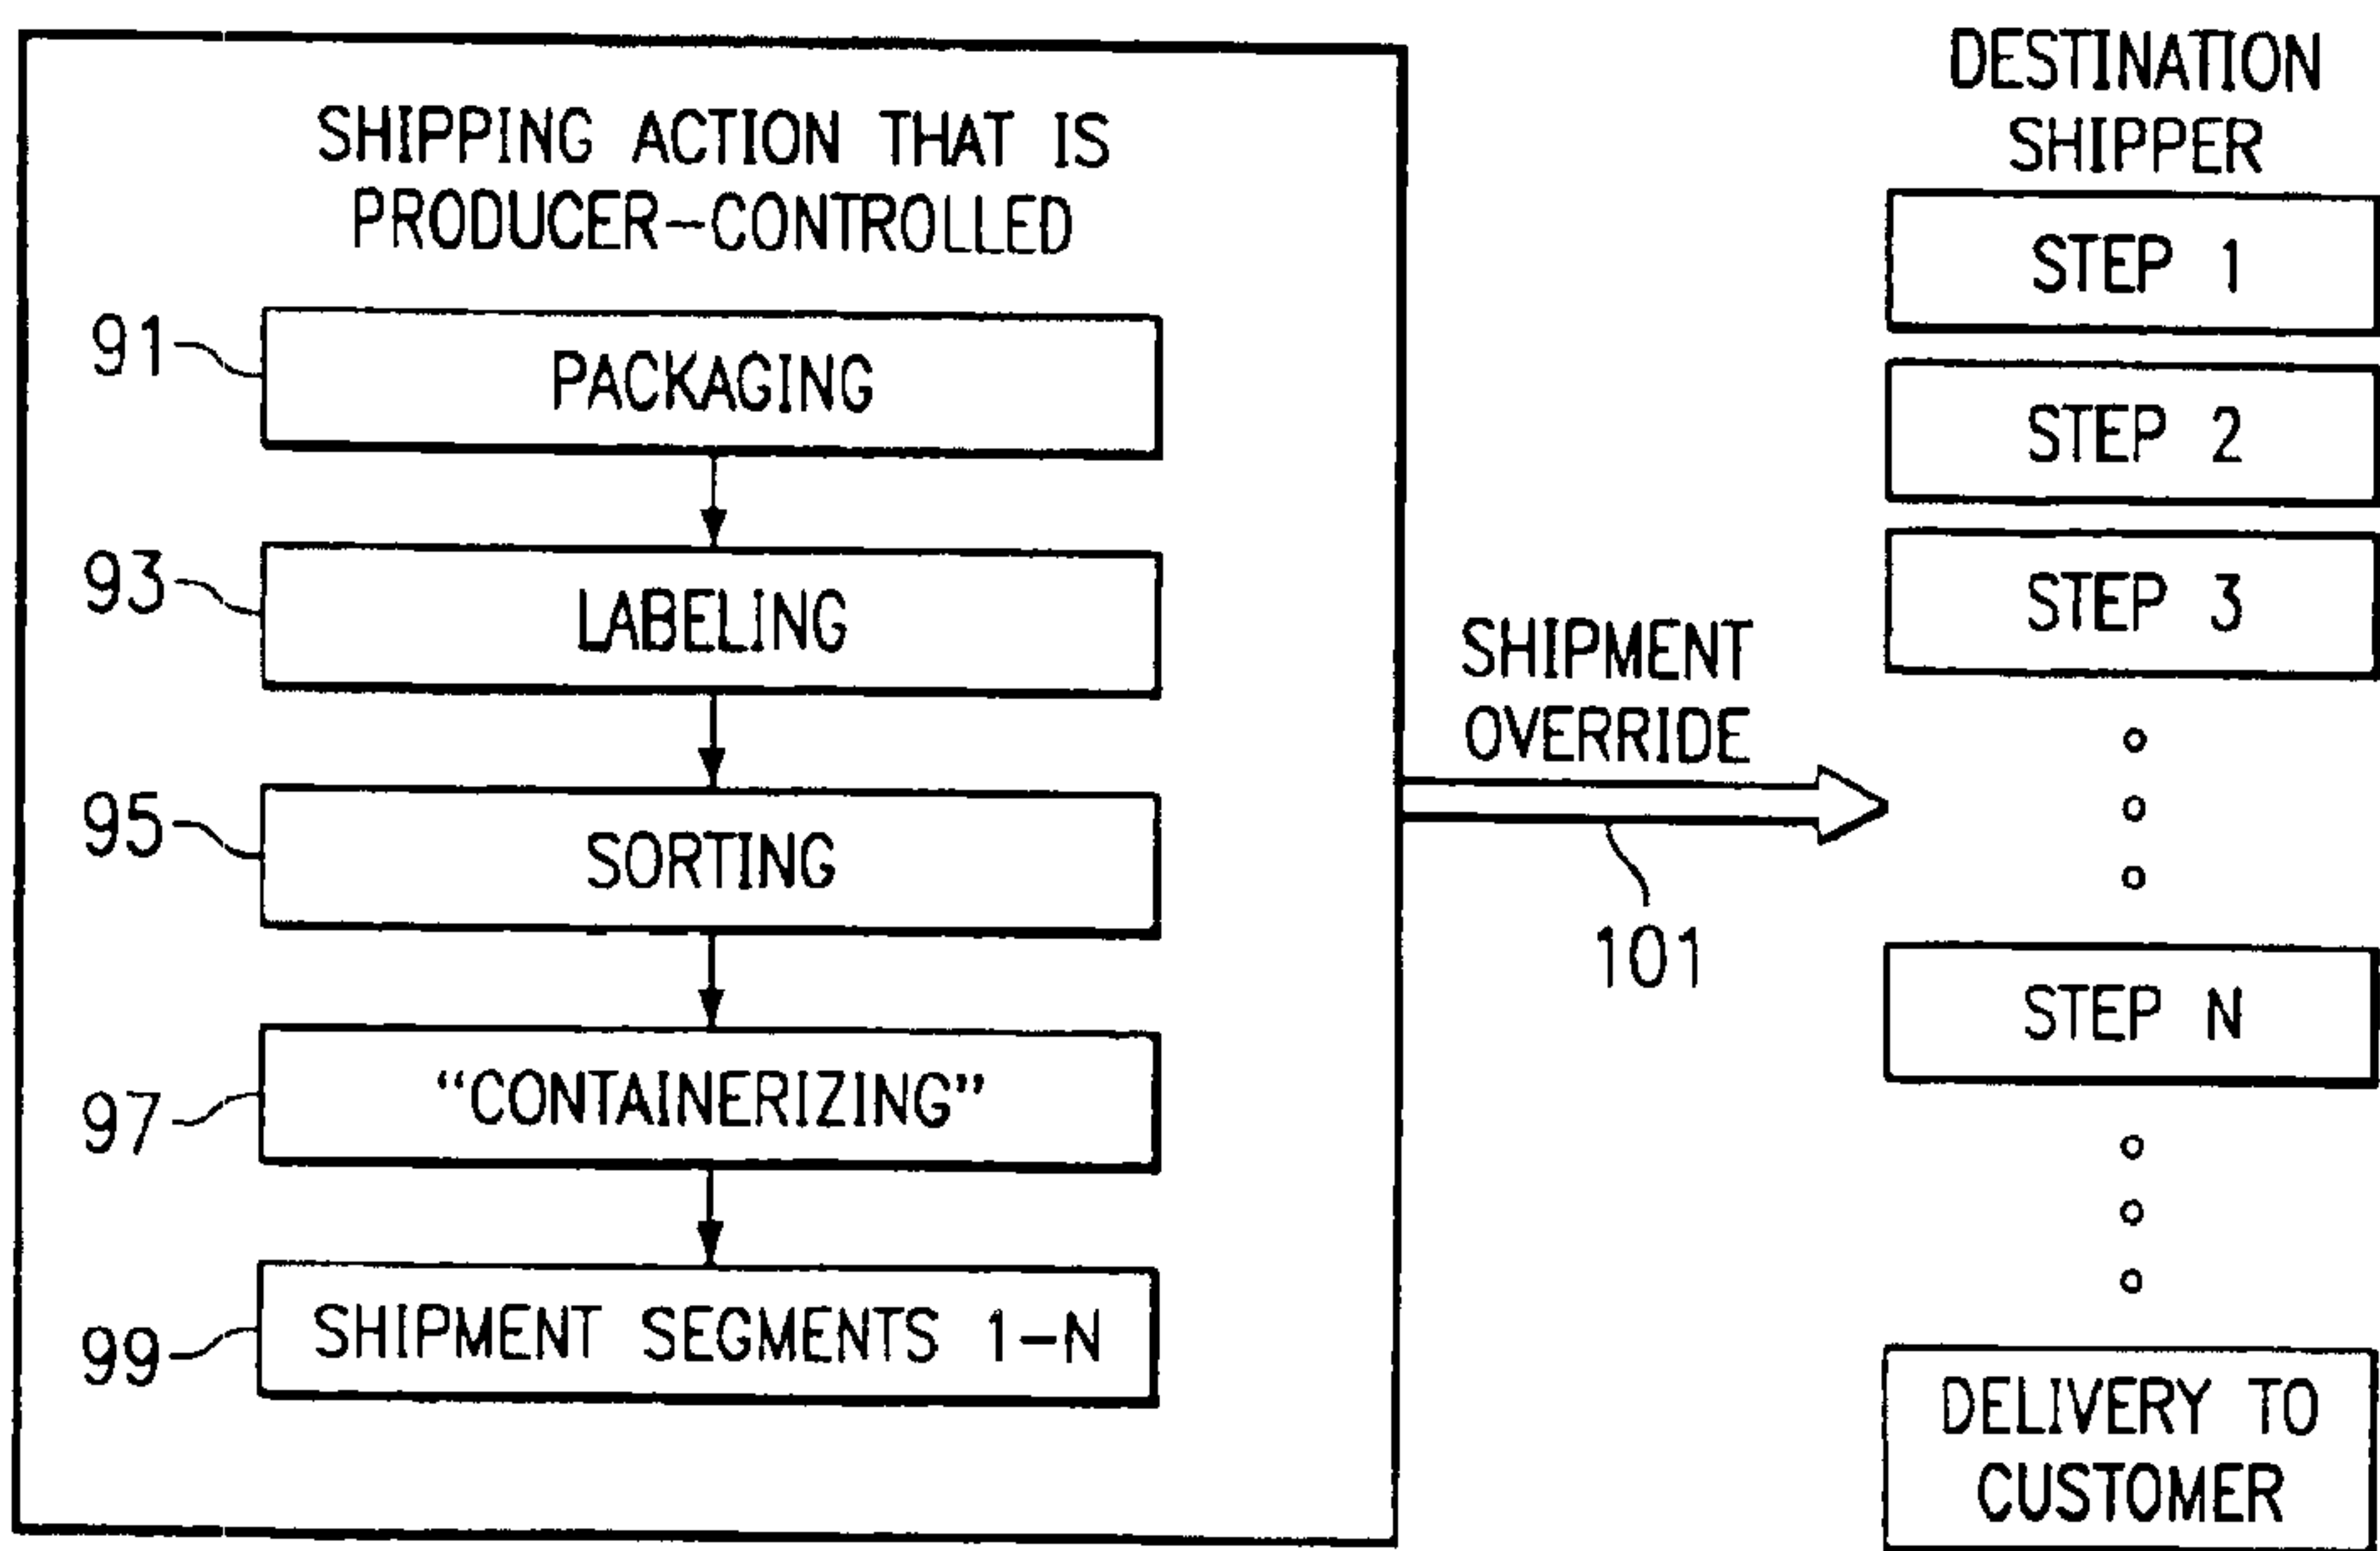 SHIPPING ACTION THAT IS
PRODUCER-CONTROLLED
91
PACKAGING
93
LABELING
95
SORTING
97
“CONTAINERIZING”
99
SHIPMENT SEGMENTS 1-N
SHIPMENT
OVERRIDE
101
DESTINATION
SHIPPER
STEP 1
STEP 2
STEP 3
STEP N
DELIVERY TO
CUSTOMER